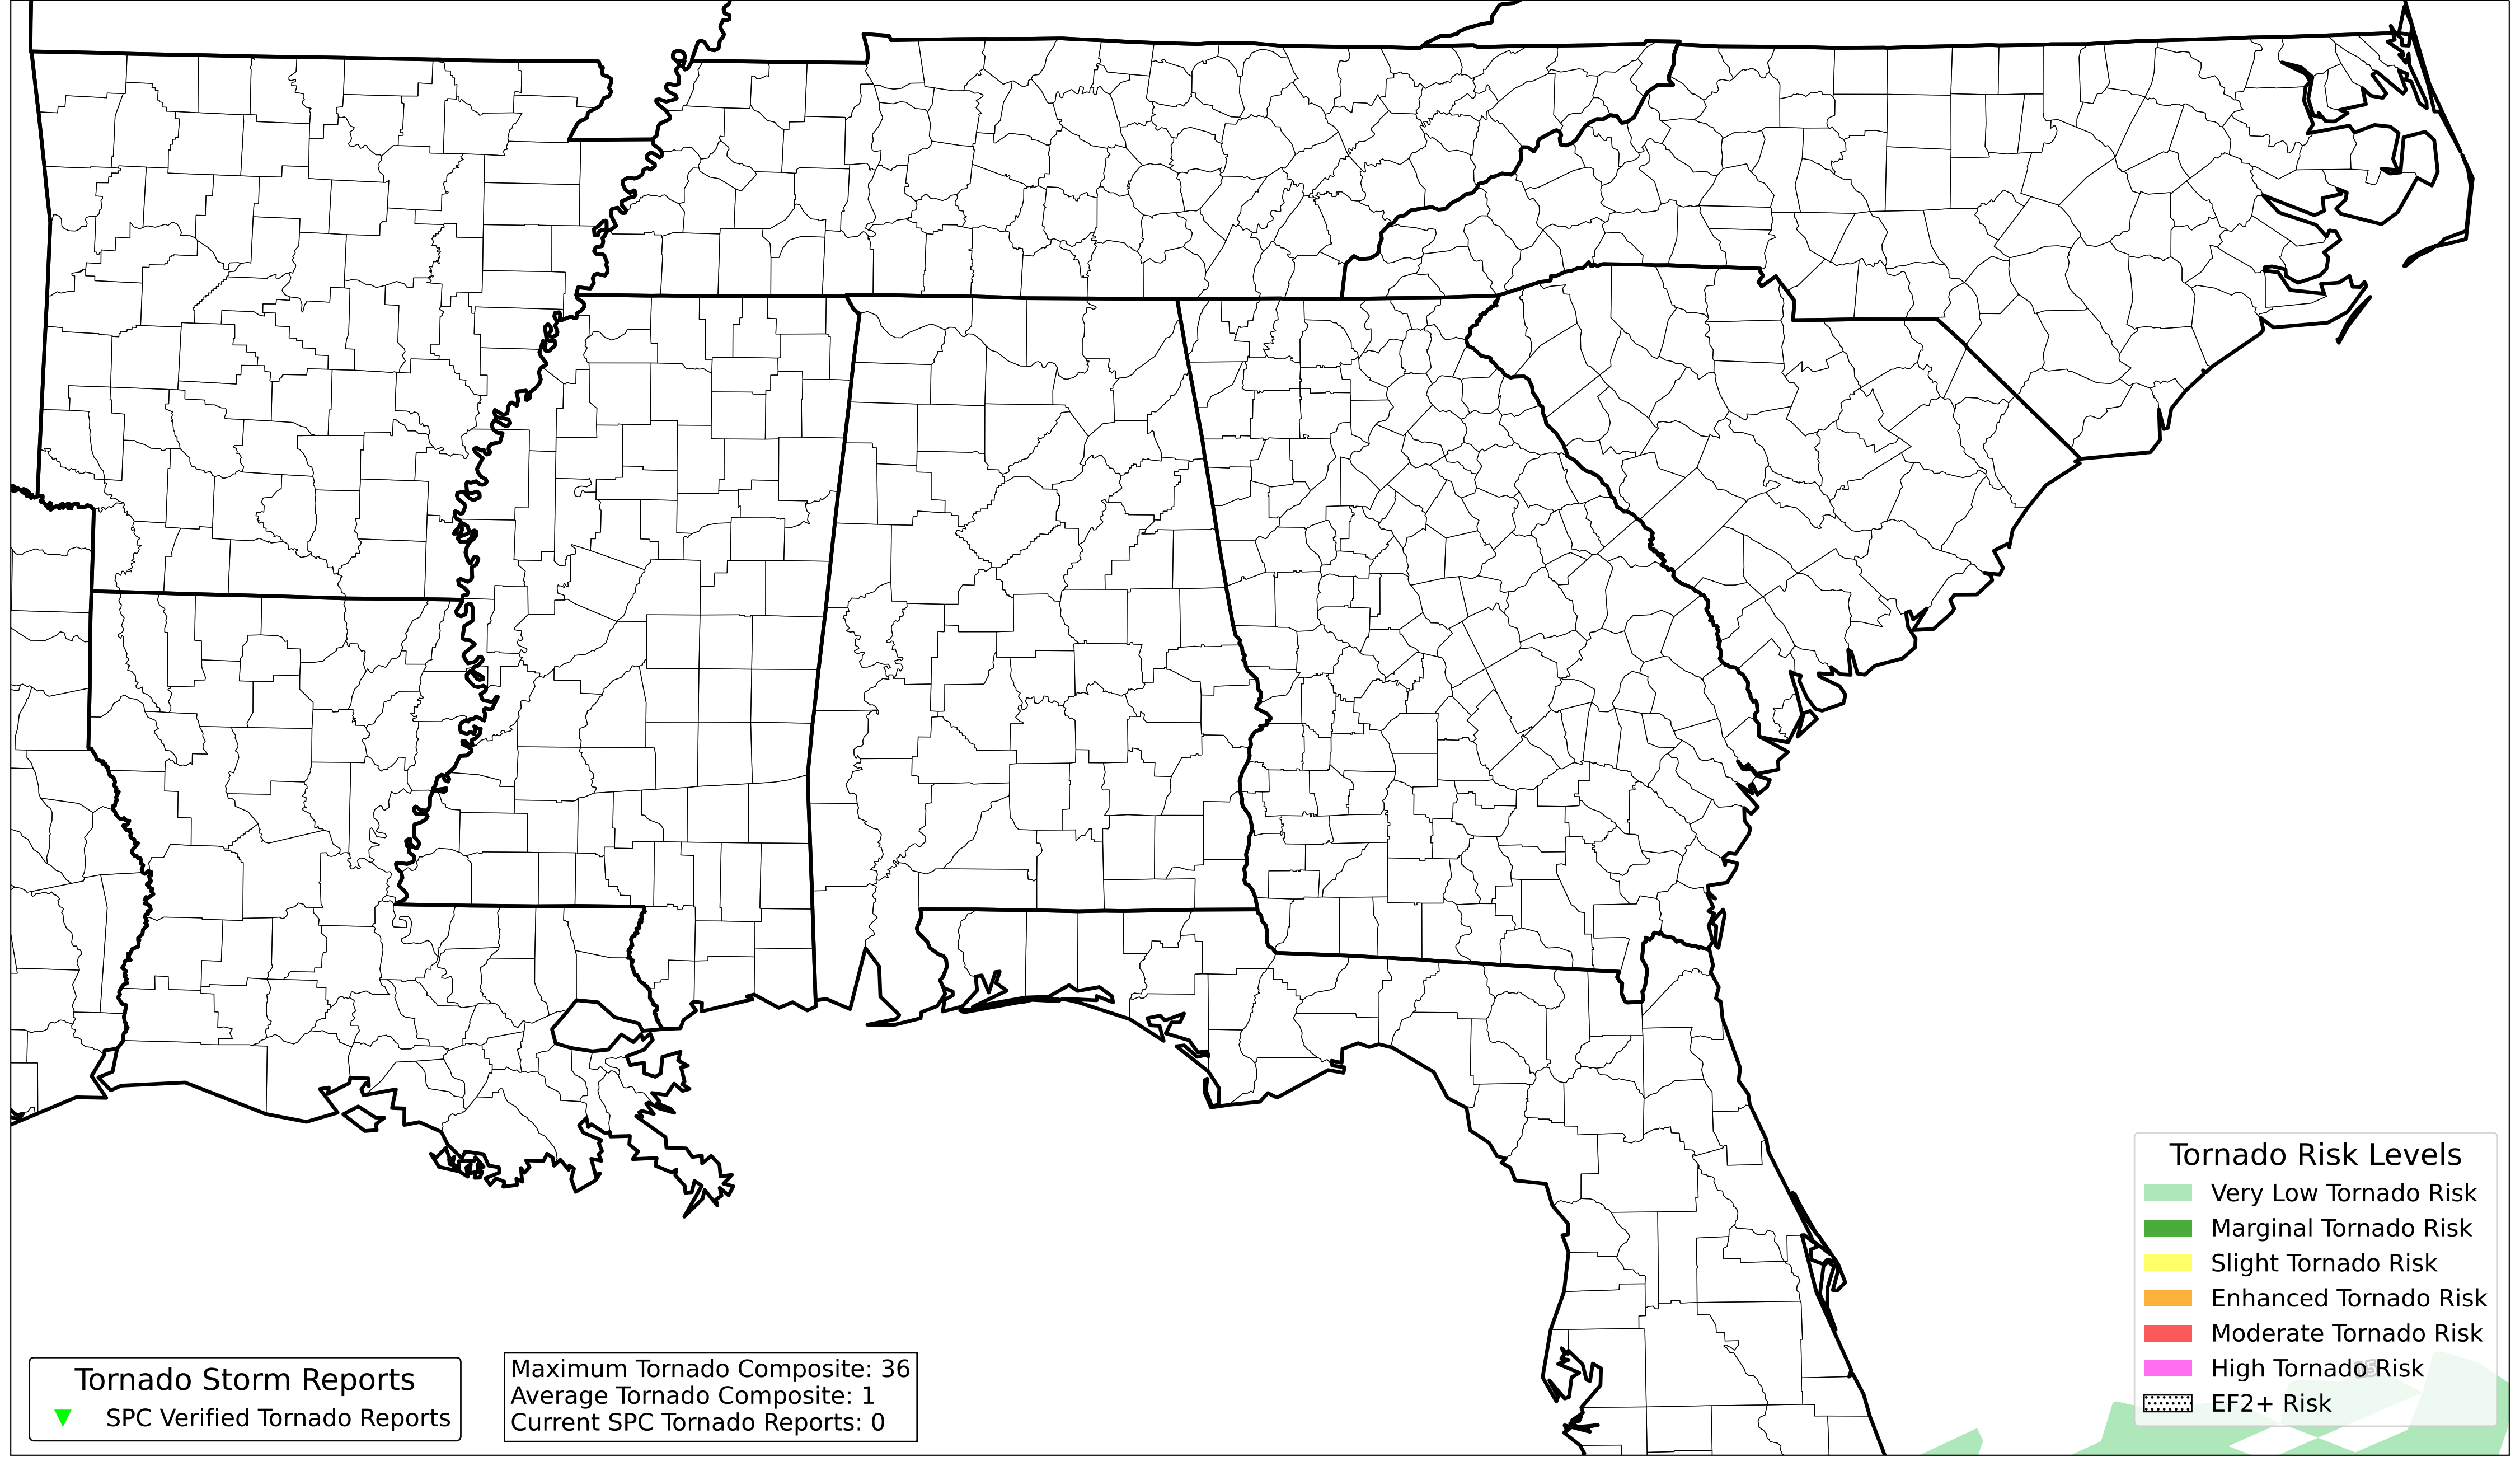 Tornado Risk Levels
Very Low Tornado Risk
Marginal Tornado Risk
Slight Tornado Risk
Enhanced Tornado Risk
Moderate Tornado Risk
High Tornado Risk
EF2+ Risk
Tornado Storm Reports
SPC Verified Tornado Reports
Maximum Tornado Composite: 36
Average Tornado Composite: 1
Current SPC Tornado Reports: 0